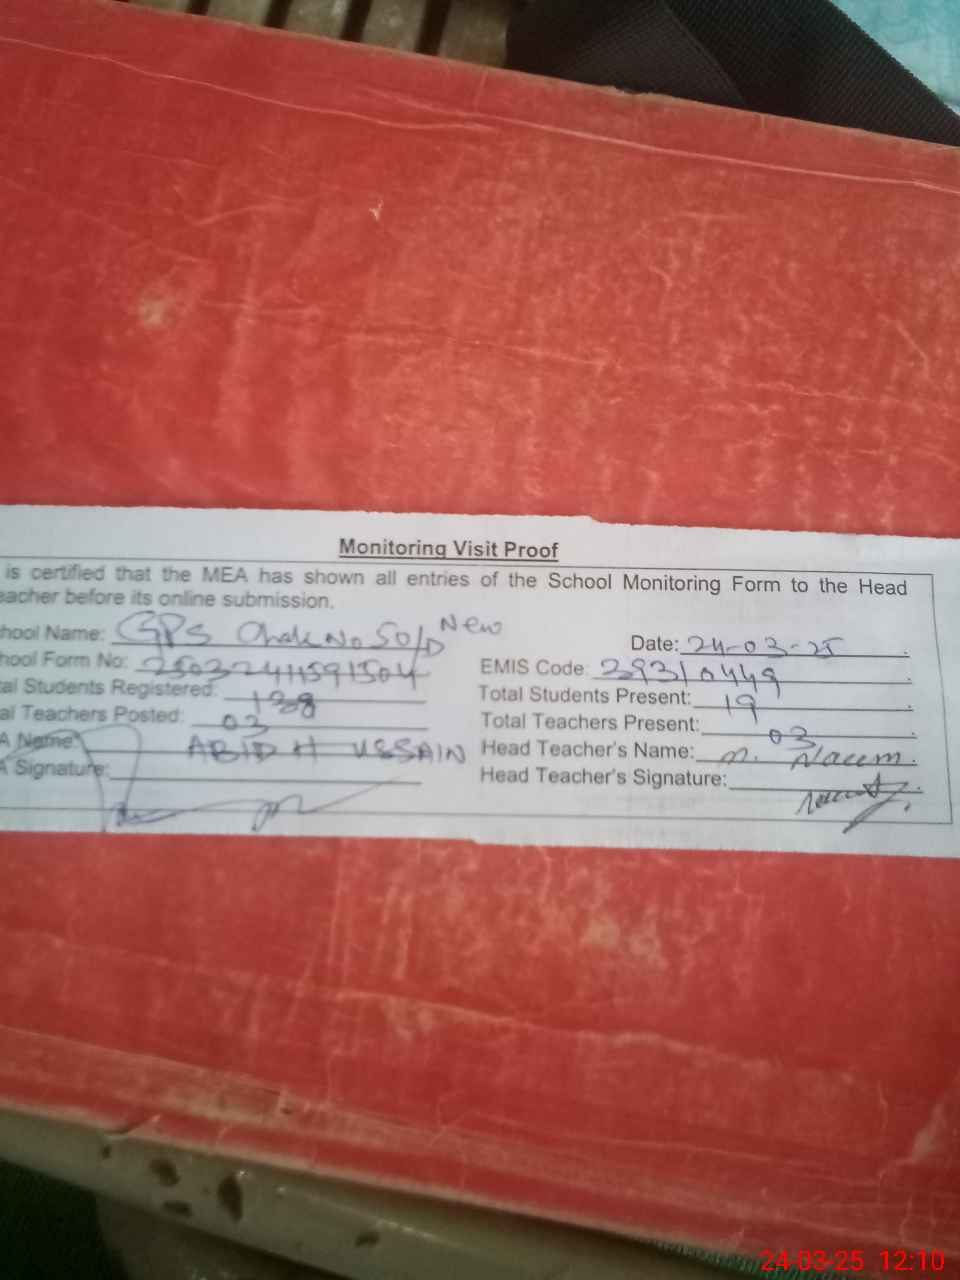 Monitoring Visit Proof
is certified that the MEA has shown all entries of the School Monitoring Form to the Head
eacher before its online submission.
hool Name: GPS Chak No 50/D New
Date: 24-03-25
hool Form No: 25032411591504
EMIS Code: 39310449
tal Students Registered: 138
Total Students Present: 19
al Teachers Posted: 03
Total Teachers Present: 03
A Name: ABID HUSSAIN
Head Teacher's Name: M. Naeem.
A Signature:
Head Teacher's Signature:
24-03-25 12:10